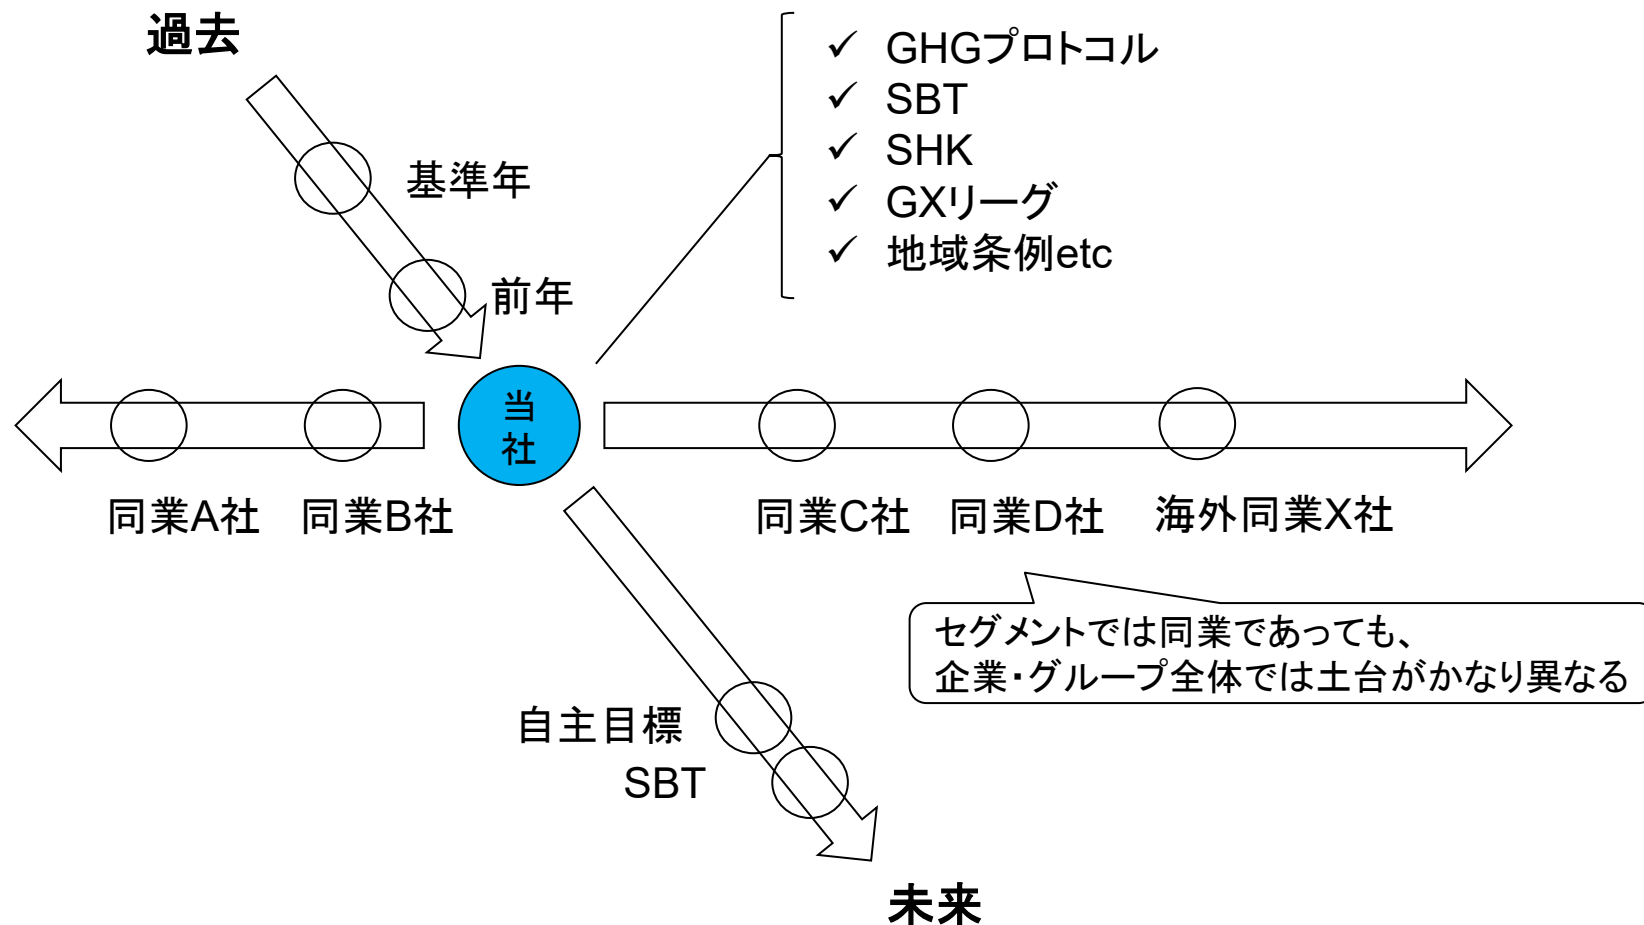 過去
GHGプロトコル
SBT
SHK
GXリーグ
地域条例etc
基準年
前年
当
社
同業A社
同業B社
同業C社
同業D社
海外同業X社
セグメントでは同業であっても、
企業・グループ全体では土台がかなり異なる
自主目標
SBT
未来